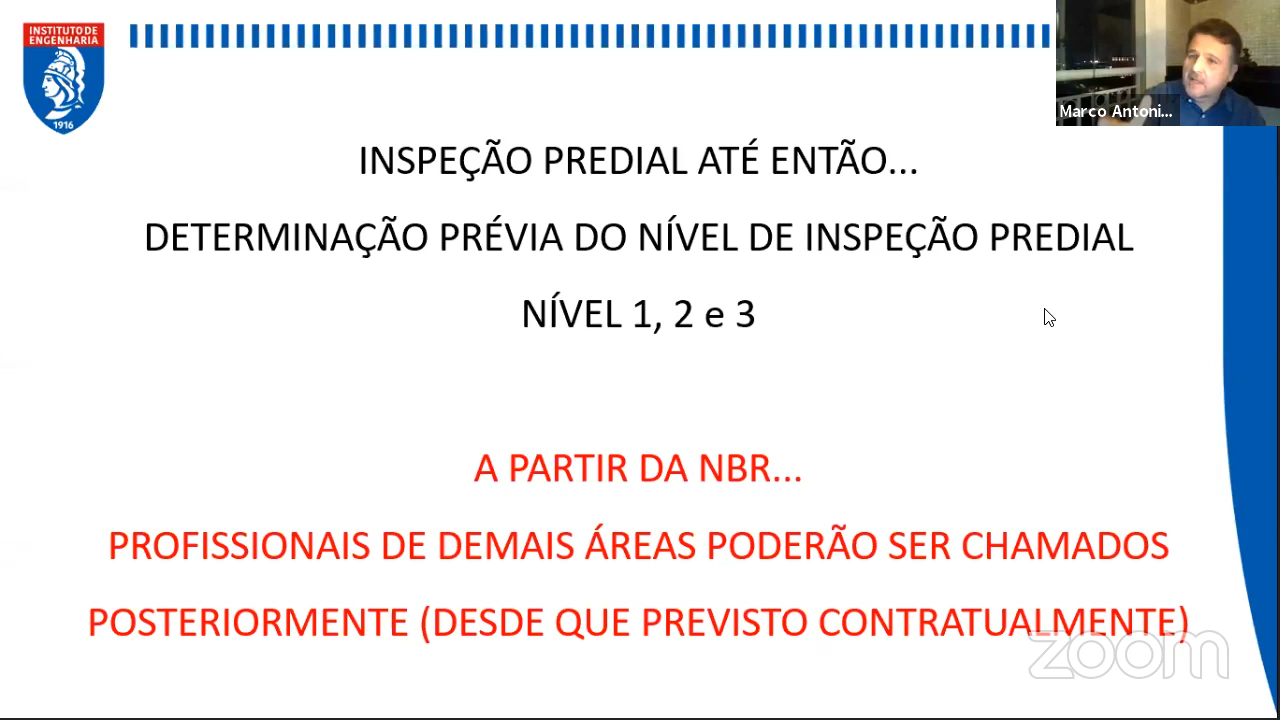 INSTITUTO DE
ENGENHARIA
1916
Marco Antoni...
INSPEÇÃO PREDIAL ATÉ ENTÃO...
DETERMINAÇÃO PRÉVIA DO NÍVEL DE INSPEÇÃO PREDIAL
NÍVEL 1, 2 e 3
A PARTIR DA NBR...
PROFISSIONAIS DE DEMAIS ÁREAS PODERÃO SER CHAMADOS
POSTERIORMENTE (DESDE QUE PREVISTO CONTRATUALMENTE)
zoom